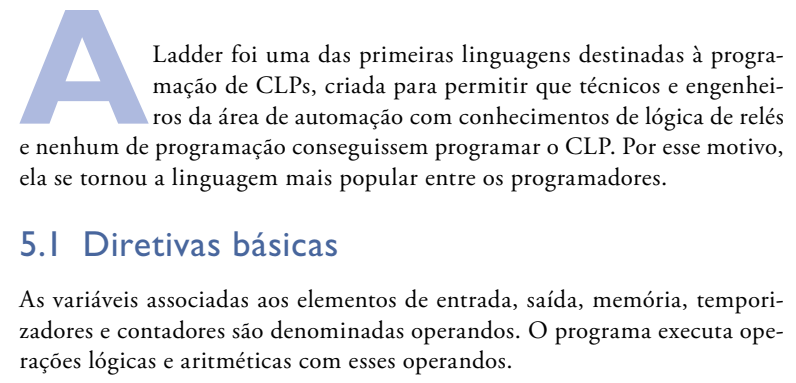 A Ladder foi uma das primeiras linguagens destinadas à progra-
mação de CLPs, criada para permitir que técnicos e engenhei-
ros da área de automação com conhecimentos de lógica de relés
e nenhum de programação conseguissem programar o CLP. Por esse motivo,
ela se tornou a linguagem mais popular entre os programadores.
5.1 Diretivas básicas
As variáveis associadas aos elementos de entrada, saída, memória, tempori-
zadores e contadores são denominadas operandos. O programa executa ope-
rações lógicas e aritméticas com esses operandos.